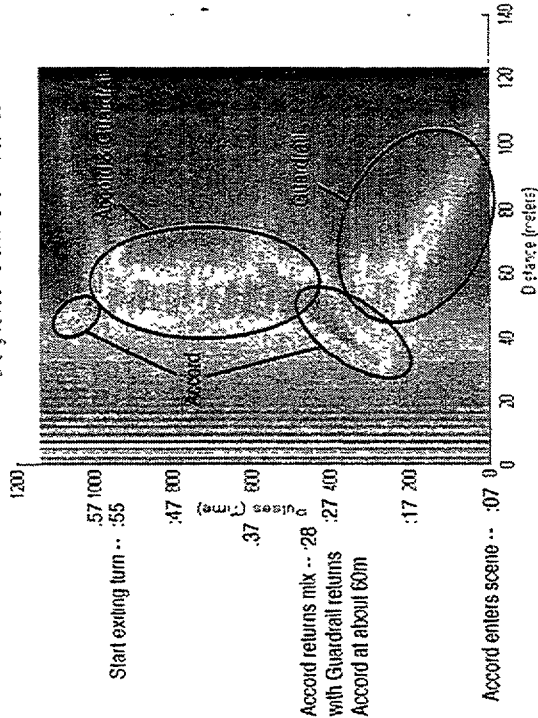 1200
.57 1000
Start exiting turn -- :55
:47 800
Pulses (Time)
.37 600
Accord returns mix -- :28
with Guardrail returns
Accord at about 60m
:27 400
:17 200
Accord enters scene -- :07 0
Accord & Guardrail
Accord
Guardrail
0 20 40 60 80 100 120 140
Distance (meters)